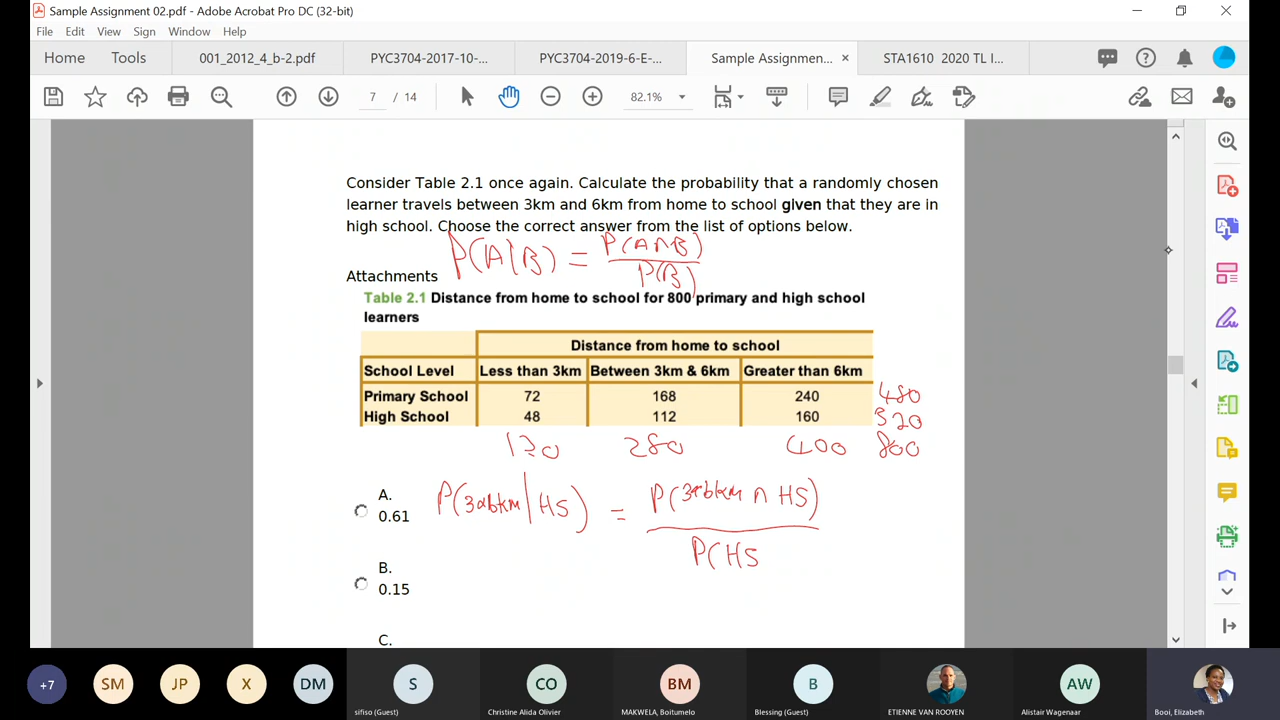 Sample Assignment 02.pdf - Adobe Acrobat Pro DC (32-bit)
File Edit View Sign Window Help
Home Tools 001_2012_4_b-2.pdf PYC3704-2017-10-... PYC3704-2019-6-E-... Sample Assignmen... × STA1610 2020 TL I...
7 / 14 82.1%
Consider Table 2.1 once again. Calculate the probability that a randomly chosen
learner travels between 3km and 6km from home to school given that they are in
high school. Choose the correct answer from the list of options below.
P(A|B) = P(A∩B)
P(B)
Attachments
Table 2.1 Distance from home to school for 800 primary and high school
learners
Distance from home to school
School Level Less than 3km Between 3km & 6km Greater than 6km
Primary School 72 168 240 480
High School 48 112 160 320
120 280 400 800
A.
0.61
P(3a6km|HS) = P(3a6km ∩ HS)
P(HS
B.
0.15
C.
+7 SM JP X DM S CO BM B AW
sifiso (Guest) Christine Alida Olivier MAKWELA, Boitumelo Blessing (Guest) ETIENNE VAN ROOYEN Alistair Wagenaar Booi, Elizabeth